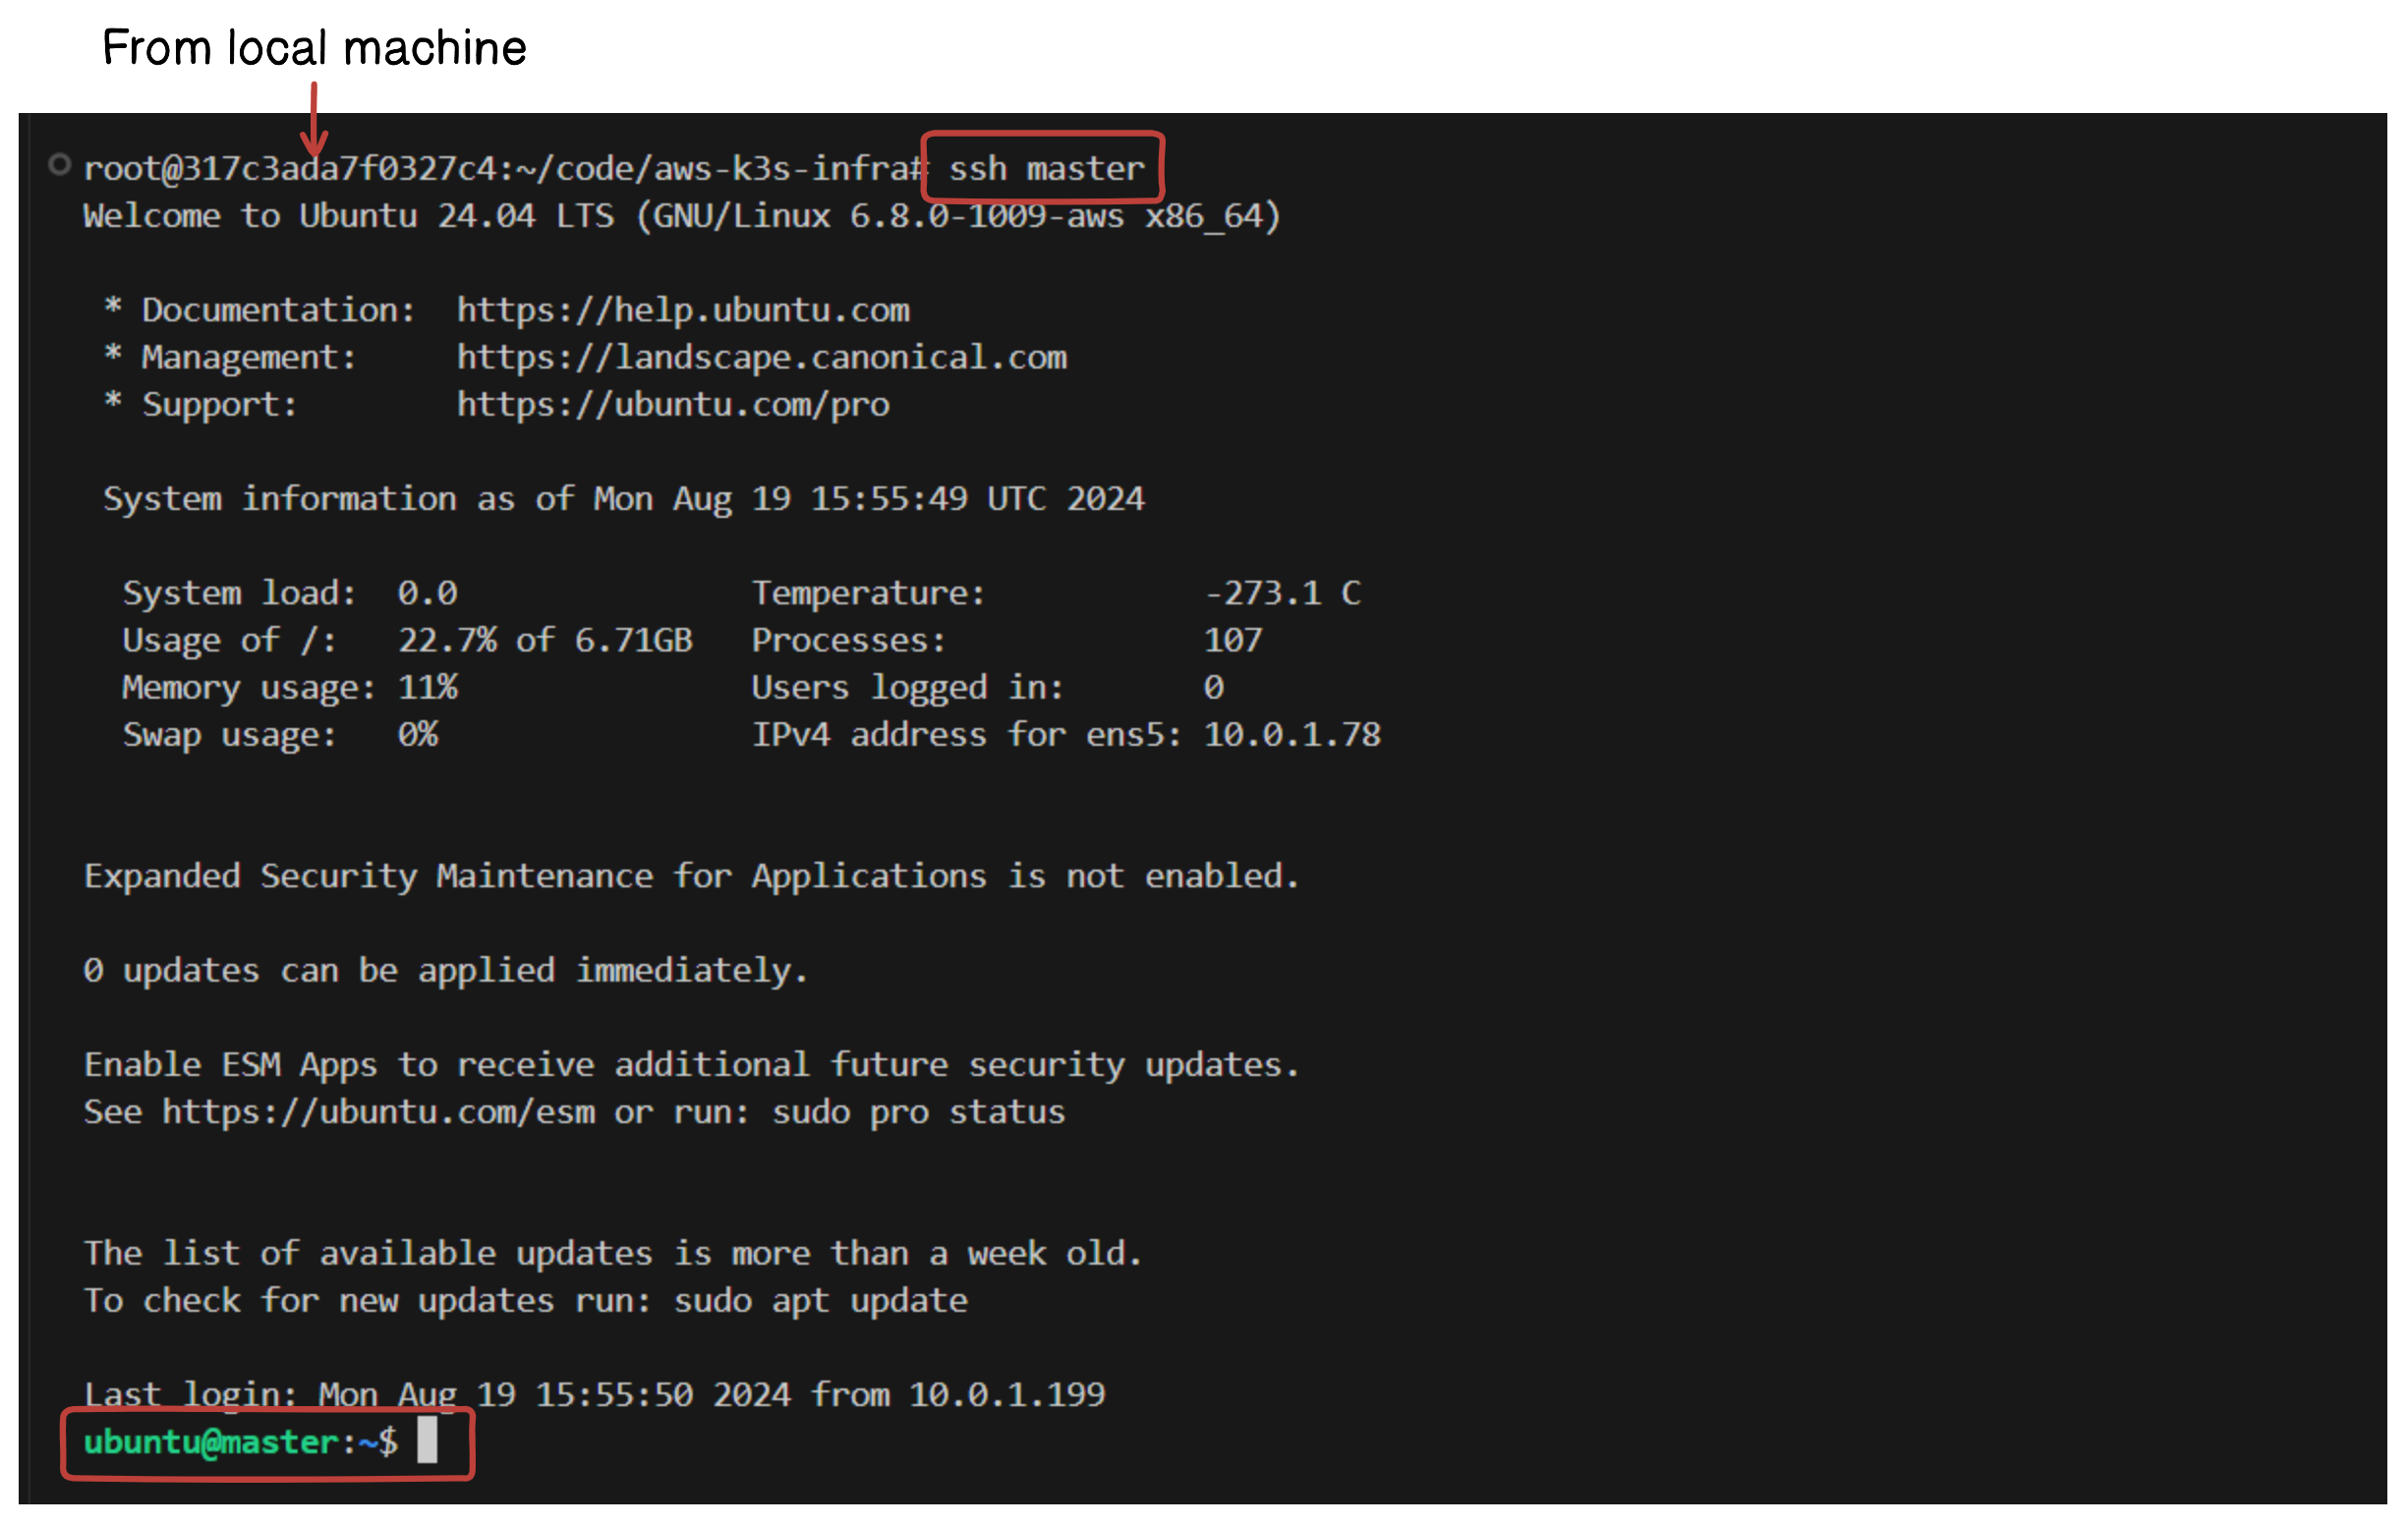 From local machine
root@317c3ada7f0327c4:~/code/aws-k3s-infra# ssh master
Welcome to Ubuntu 24.04 LTS (GNU/Linux 6.8.0-1009-aws x86_64)
* Documentation:  https://help.ubuntu.com
* Management:     https://landscape.canonical.com
* Support:        https://ubuntu.com/pro
System information as of Mon Aug 19 15:55:49 UTC 2024
System load:  0.0               Temperature:           -273.1 C
Usage of /:   22.7% of 6.71GB   Processes:             107
Memory usage: 11%               Users logged in:       0
Swap usage:   0%                IPv4 address for ens5: 10.0.1.78
Expanded Security Maintenance for Applications is not enabled.
0 updates can be applied immediately.
Enable ESM Apps to receive additional future security updates.
See https://ubuntu.com/esm or run: sudo pro status
The list of available updates is more than a week old.
To check for new updates run: sudo apt update
Last login: Mon Aug 19 15:55:50 2024 from 10.0.1.199
ubuntu@master:~$